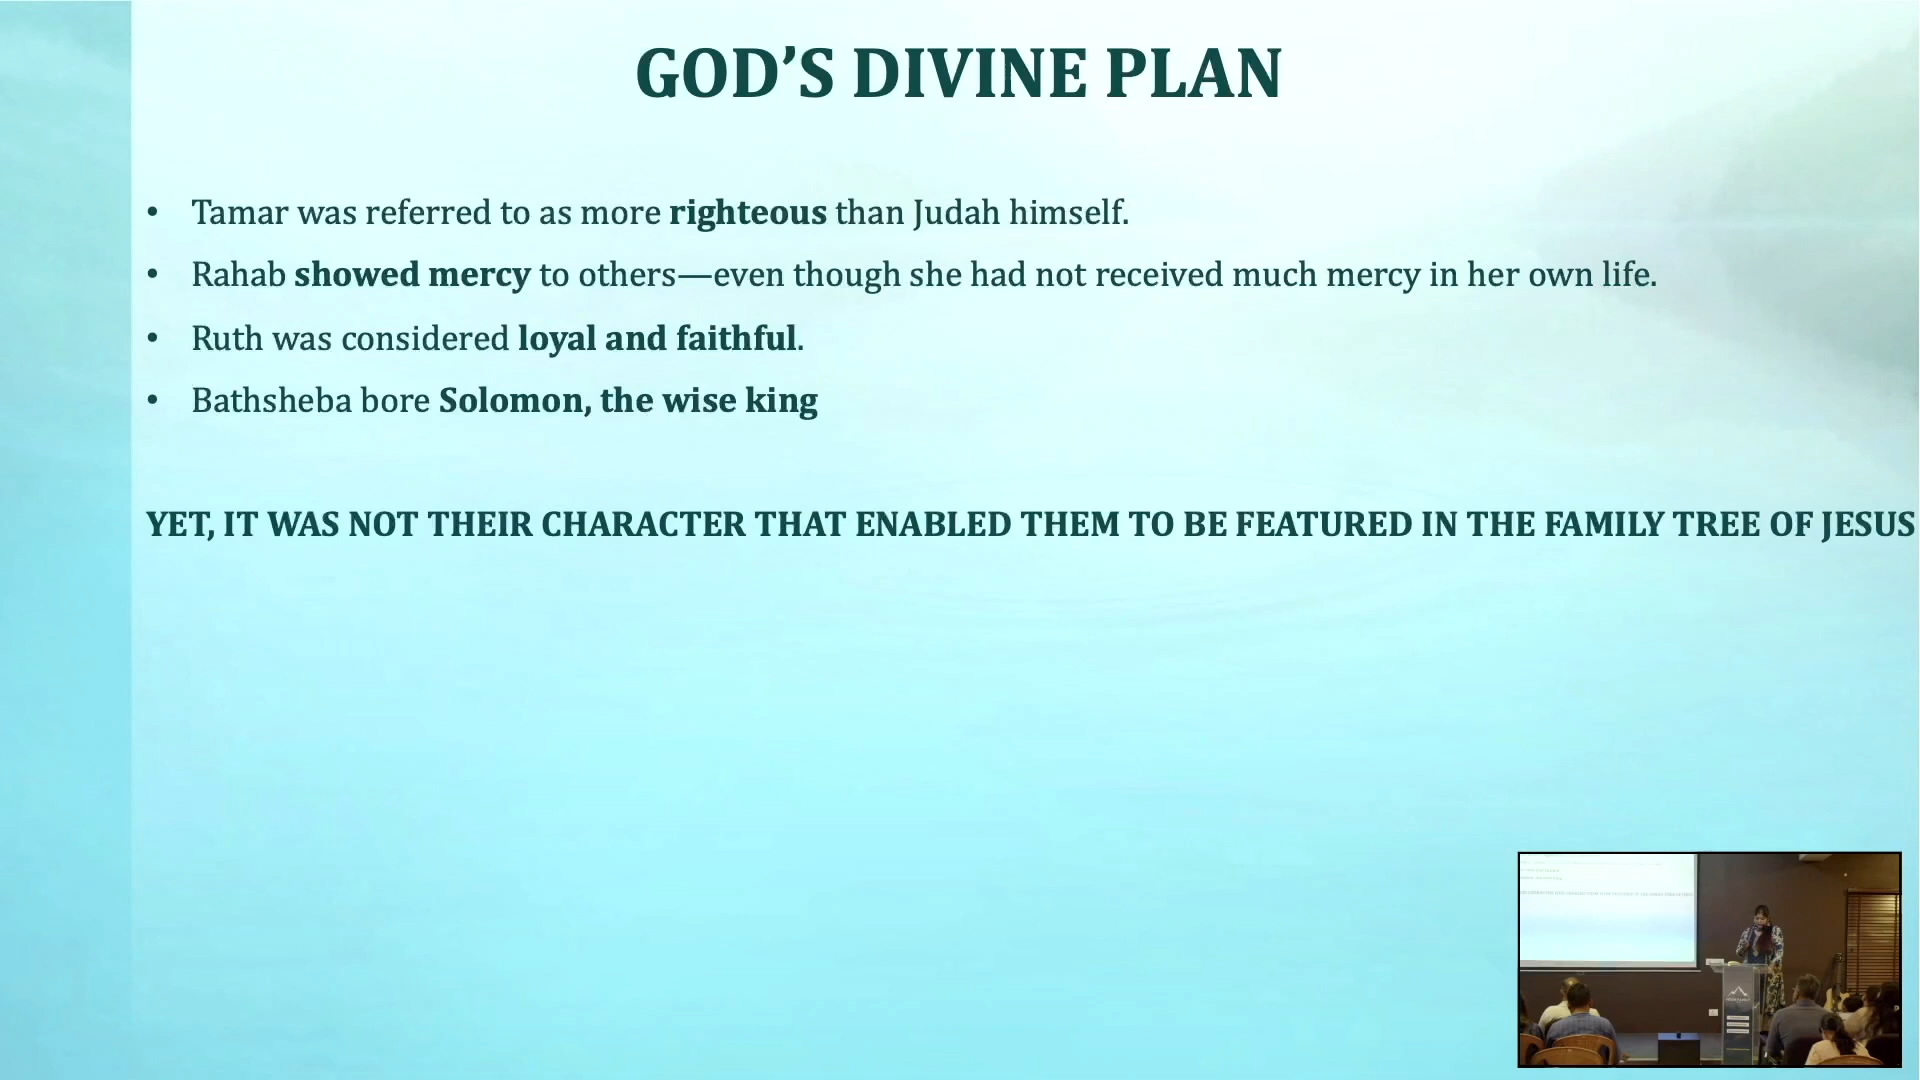 GOD’S DIVINE PLAN
• Tamar was referred to as more righteous than Judah himself.
• Rahab showed mercy to others—even though she had not received much mercy in her own life.
• Ruth was considered loyal and faithful.
• Bathsheba bore Solomon, the wise king
YET, IT WAS NOT THEIR CHARACTER THAT ENABLED THEM TO BE FEATURED IN THE FAMILY TREE OF JESUS